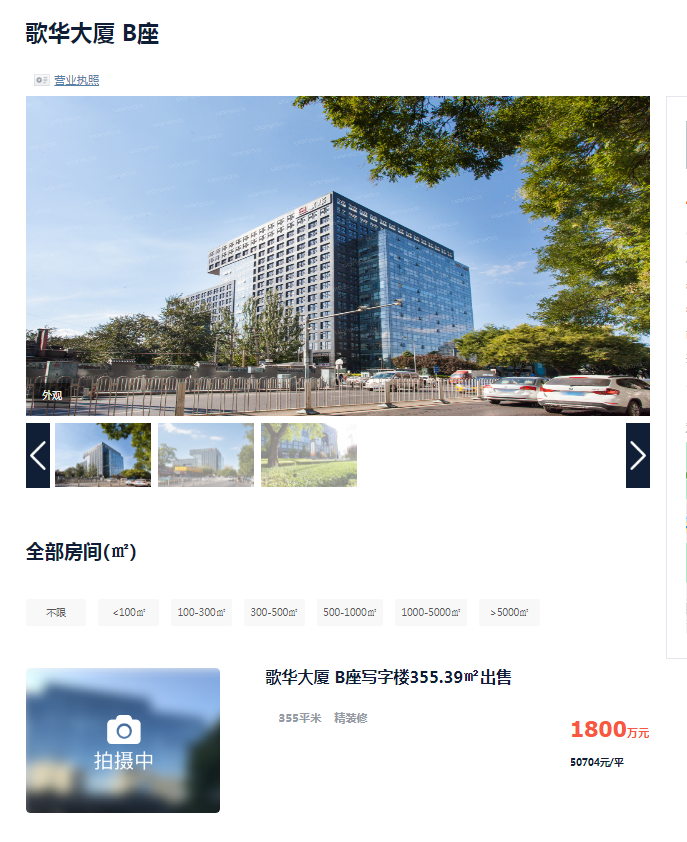 歌华大厦 B座
营业执照
外观
全部房间(㎡)
不限
<100㎡
100-300㎡
300-500㎡
500-1000㎡
1000-5000㎡
>5000㎡
拍摄中
歌华大厦 B座写字楼355.39㎡出售
355平米 精装修
1800万元
50704元/平